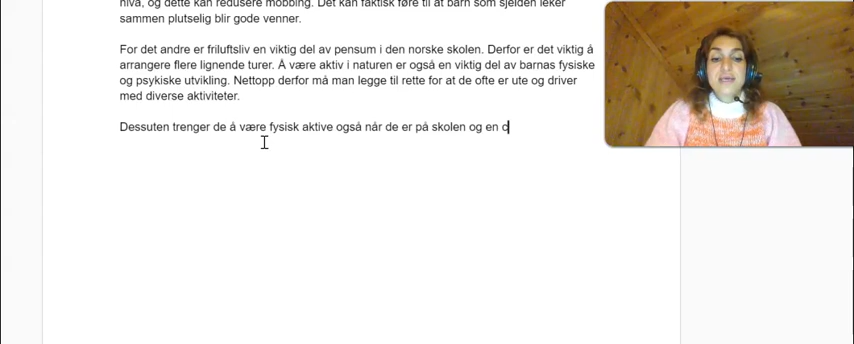 nivå, og dette kan redusere mobbing. Det kan faktisk føre til at barn som sjelden leker
sammen plutselig blir gode venner.
For det andre er friluftsliv en viktig del av pensum i den norske skolen. Derfor er det viktig å
arrangere flere lignende turer. Å være aktiv i naturen er også en viktig del av barnas fysiske
og psykiske utvikling. Nettopp derfor må man legge til rette for at de ofte er ute og driver
med diverse aktiviteter.
Dessuten trenger de å være fysisk aktive også når de er på skolen og en d